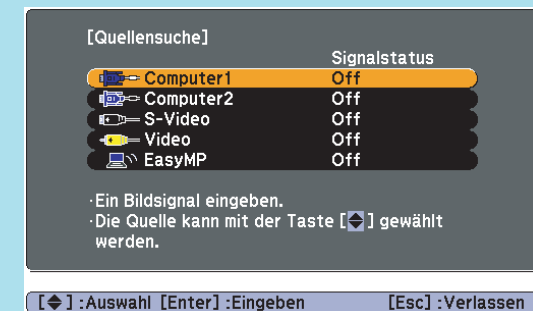 [Quellensuche]
Signalstatus
Computer1 Off
Computer2 Off
S-Video Off
Video Off
EasyMP Off
·Ein Bildsignal eingeben.
·Die Quelle kann mit der Taste [◆] gewählt
werden.
[◆] :Auswahl [Enter] :Eingeben [Esc] :Verlassen